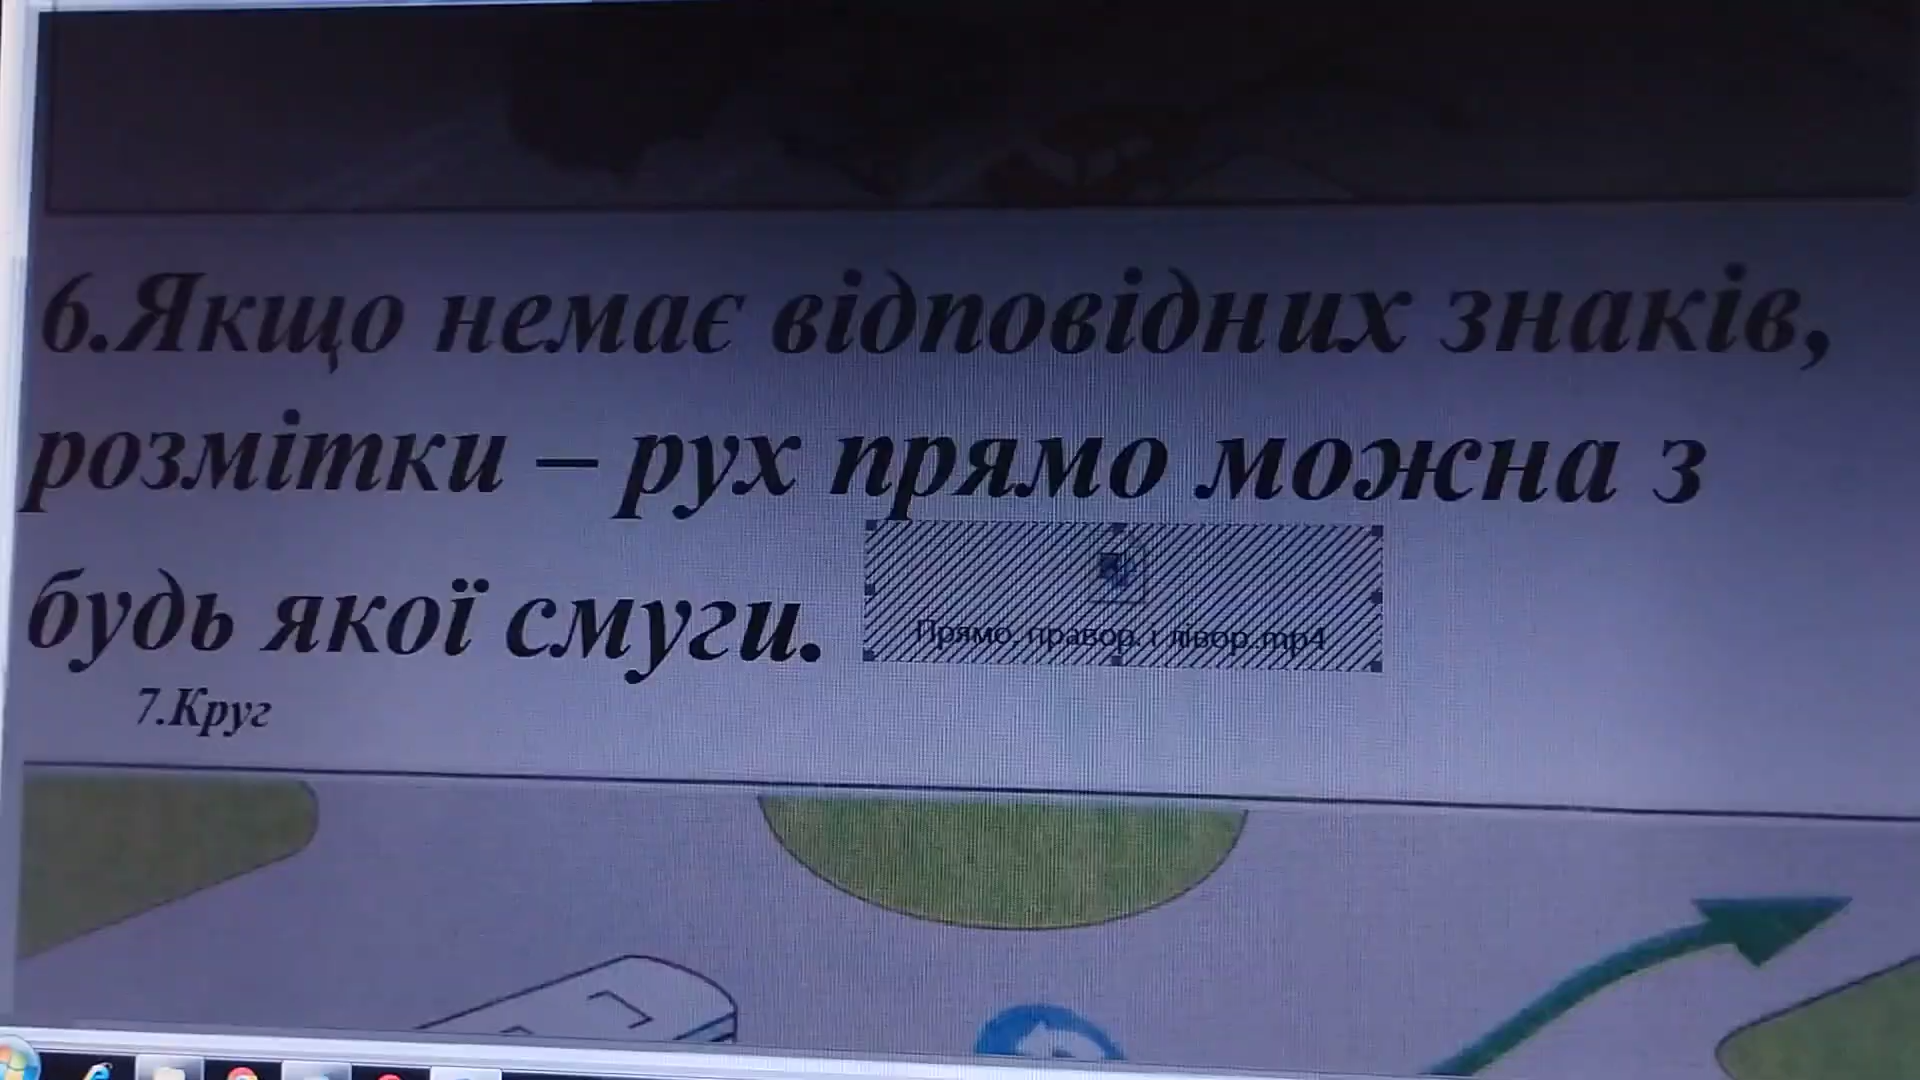 6.Якщо немає відповідних знаків,
розмітки – рух прямо можна з
будь якої смуги.
Прямо, правор. і лівор..mp4
7.Круг